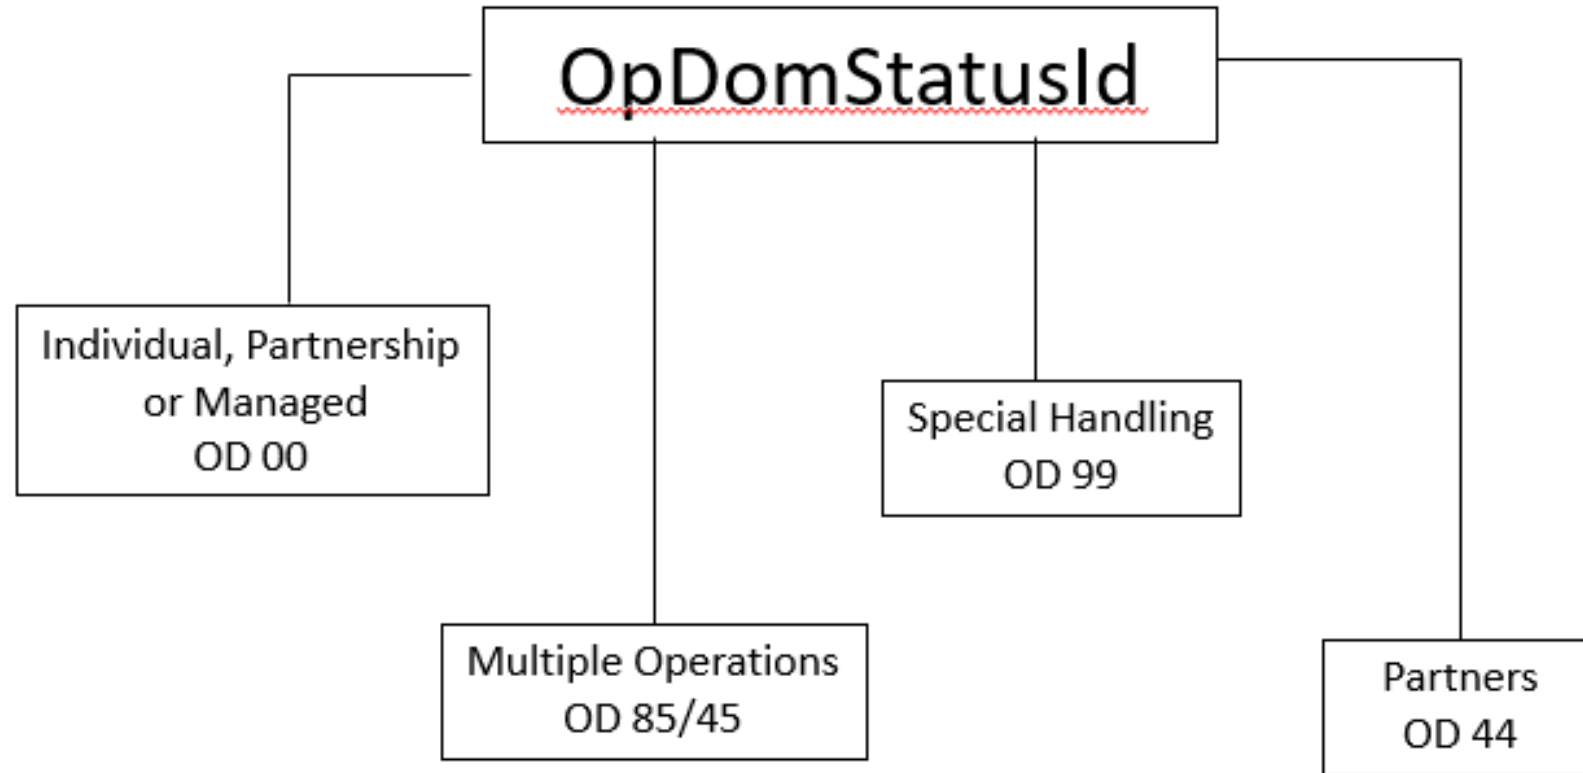 OpDomStatusId
Individual, Partnership
or Managed
OD 00
Special Handling
OD 99
Multiple Operations
OD 85/45
Partners
OD 44